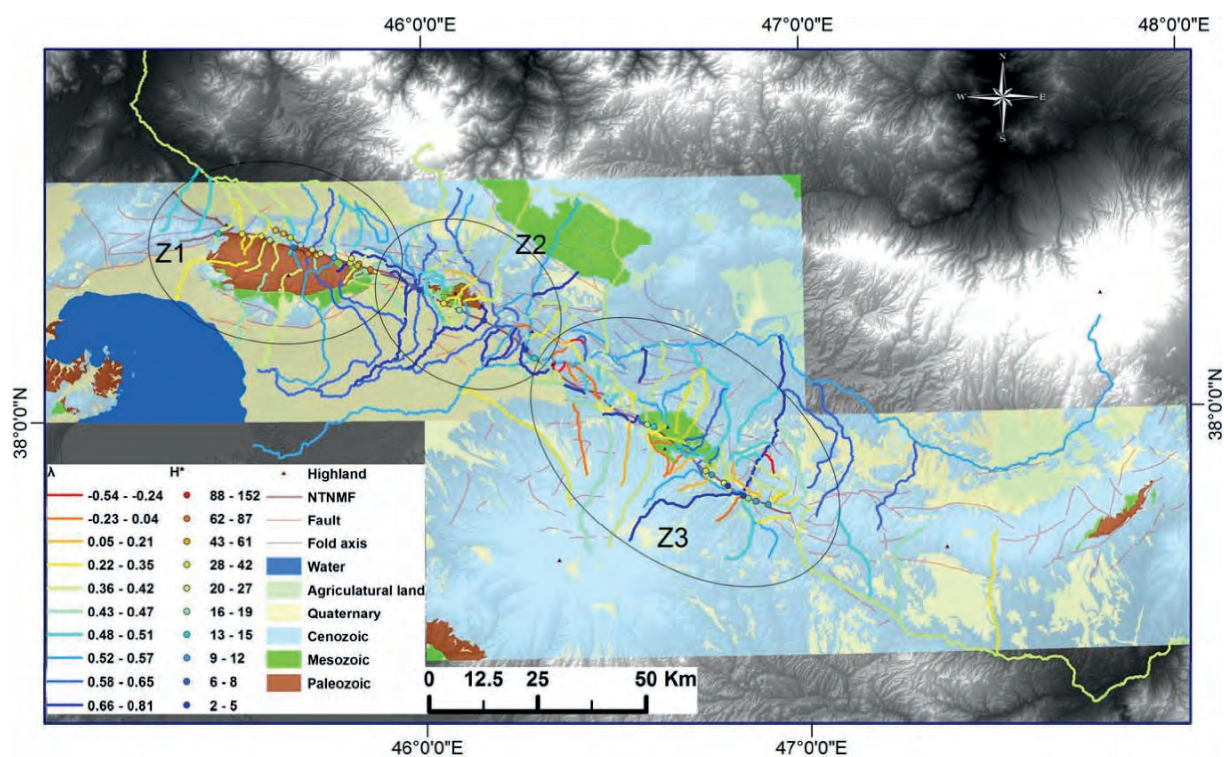 46°0'0"E 47°0'0"E 48°0'0"E
N
W E
S
Z1
Z2
Z3
38°0'0"N
38°0'0"N
λ H* Highland
-0.54 - -0.24 88 - 152 NTNMF
-0.23 - 0.04 62 - 87 Fault
0.05 - 0.21 43 - 61 Fold axis
0.22 - 0.35 28 - 42 Water
0.36 - 0.42 20 - 27 Agriculatural land
0.43 - 0.47 16 - 19 Quaternary
0.48 - 0.51 13 - 15 Cenozoic
0.52 - 0.57 9 - 12 Mesozoic
0.58 - 0.65 6 - 8 Paleozoic
0.66 - 0.81 2 - 5
0 12.5 25 50 Km
46°0'0"E 47°0'0"E